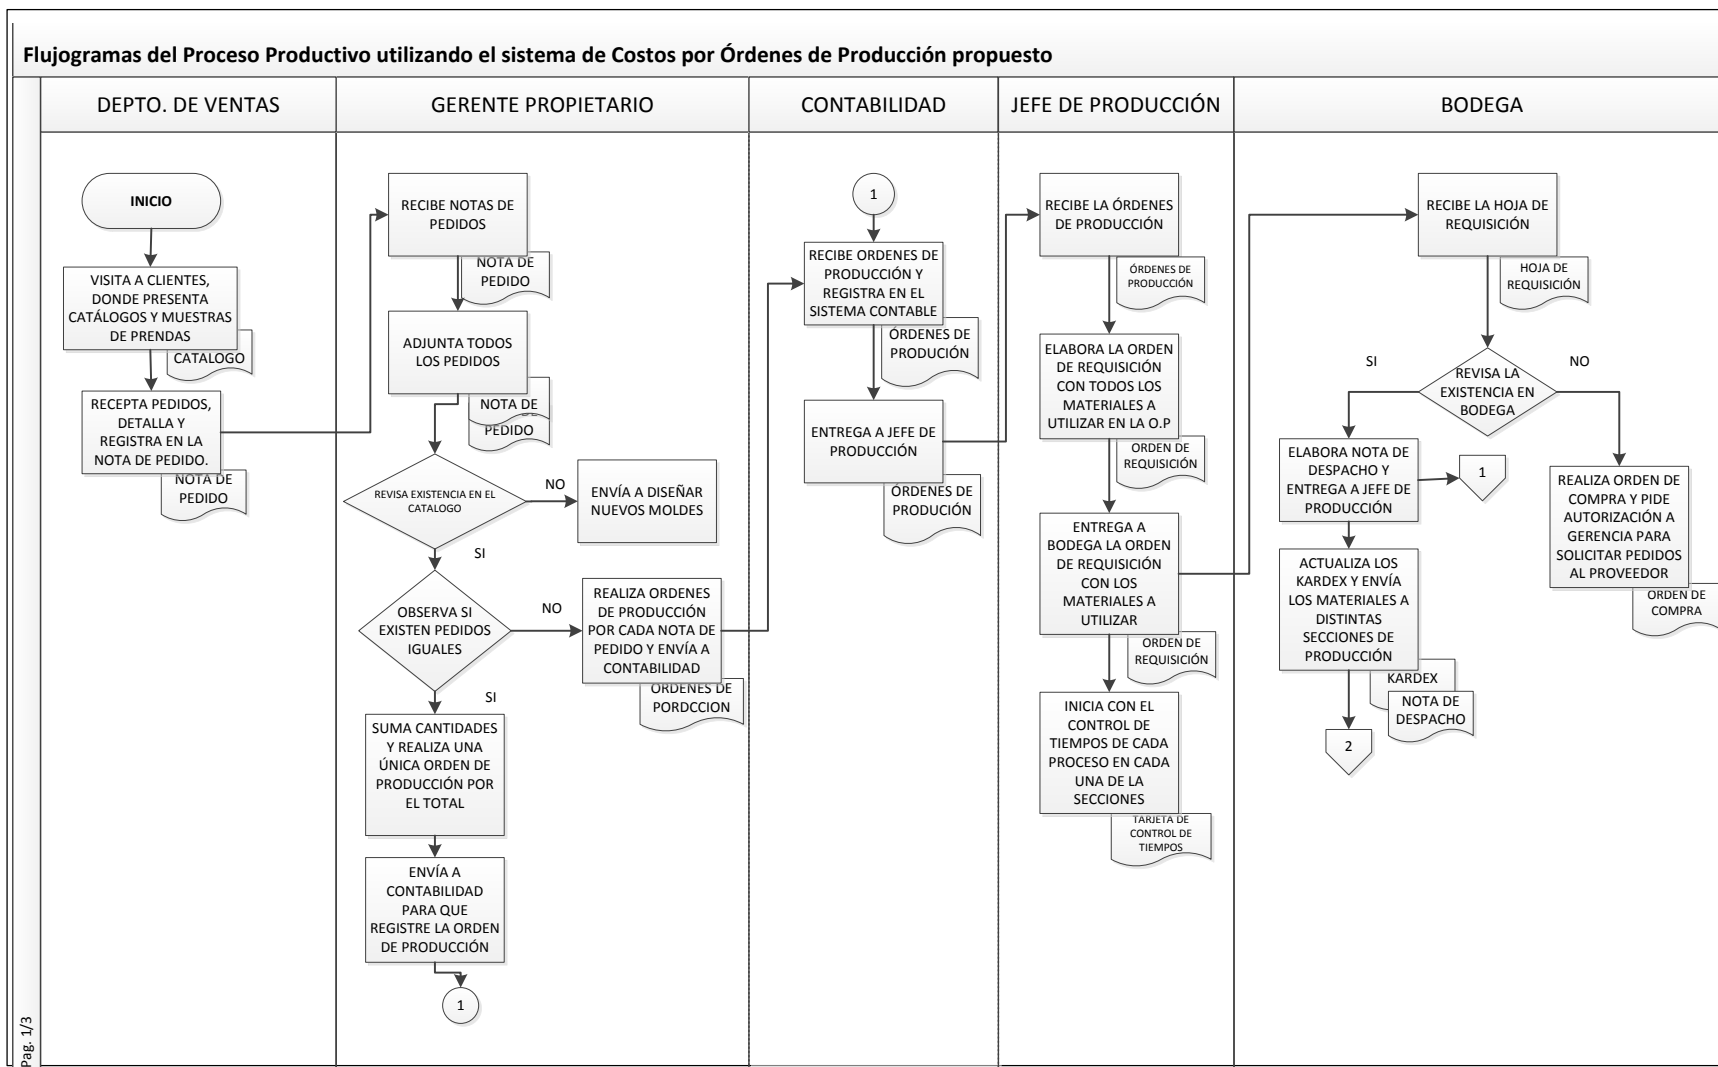 Flujogramas del Proceso Productivo utilizando el sistema de Costos por Órdenes de Producción propuesto
DEPTO. DE VENTAS
GERENTE PROPIETARIO
CONTABILIDAD
JEFE DE PRODUCCIÓN
BODEGA
INICIO
VISITA A CLIENTES,
DONDE PRESENTA
CATÁLOGOS Y MUESTRAS
DE PRENDAS
CATALOGO
RECEPTA PEDIDOS,
DETALLA Y
REGISTRA EN LA
NOTA DE PEDIDO.
NOTA DE
PEDIDO
RECIBE NOTAS DE
PEDIDOS
NOTA DE
PEDIDO
ADJUNTA TODOS
LOS PEDIDOS
NOTA DE
PEDIDO
REVISA EXISTENCIA EN EL
CATALOGO
NO
ENVÍA A DISEÑAR
NUEVOS MOLDES
SI
OBSERVA SI
EXISTEN PEDIDOS
IGUALES
NO
REALIZA ORDENES
DE PRODUCCIÓN
POR CADA NOTA DE
PEDIDO Y ENVÍA A
CONTABILIDAD
ORDENES DE
PORDCCION
SI
SUMA CANTIDADES
Y REALIZA UNA
ÚNICA ORDEN DE
PRODUCCIÓN POR
EL TOTAL
ENVÍA A
CONTABILIDAD
PARA QUE
REGISTRE LA ORDEN
DE PRODUCCIÓN
1
1
RECIBE ORDENES DE
PRODUCCIÓN Y
REGISTRA EN EL
SISTEMA CONTABLE
ÓRDENES DE
PRODUCIÓN
ENTREGA A JEFE DE
PRODUCCIÓN
ÓRDENES DE
PRODUCIÓN
RECIBE LA ÓRDENES
DE PRODUCCIÓN
ÓRDENES DE
PRODUCCIÓN
ELABORA LA ORDEN
DE REQUISICIÓN
CON TODOS LOS
MATERIALES A
UTILIZAR EN LA O.P
ORDEN DE
REQUISICIÓN
ENTREGA A
BODEGA LA ORDEN
DE REQUISICIÓN
CON LOS
MATERIALES A
UTILIZAR
ORDEN DE
REQUISICIÓN
INICIA CON EL
CONTROL DE
TIEMPOS DE CADA
PROCESO EN CADA
UNA DE LA
SECCIONES
TARJETA DE
CONTROL DE
TIEMPOS
RECIBE LA HOJA DE
REQUISICIÓN
HOJA DE
REQUISICIÓN
SI
REVISA LA
EXISTENCIA EN
BODEGA
NO
ELABORA NOTA DE
DESPACHO Y
ENTREGA A JEFE DE
PRODUCCIÓN
1
REALIZA ORDEN DE
COMPRA Y PIDE
AUTORIZACIÓN A
GERENCIA PARA
SOLICITAR PEDIDOS
AL PROVEEDOR
ORDEN DE
COMPRA
ACTUALIZA LOS
KARDEX Y ENVÍA
LOS MATERIALES A
DISTINTAS
SECCIONES DE
PRODUCCIÓN
KARDEX
NOTA DE
DESPACHO
2
Pag. 1/3